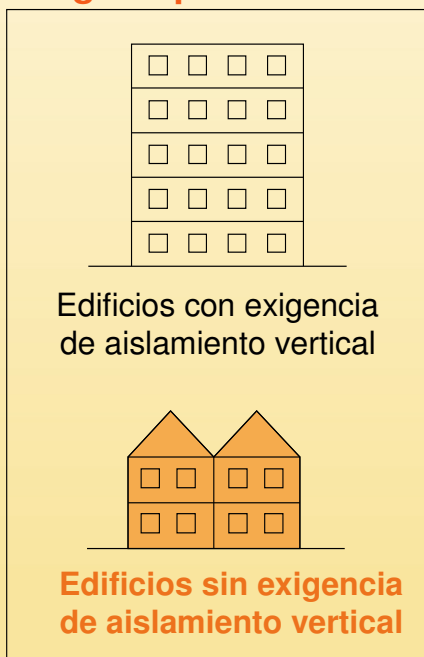 Edificios con exigencia
de aislamiento vertical
Edificios sin exigencia
de aislamiento vertical